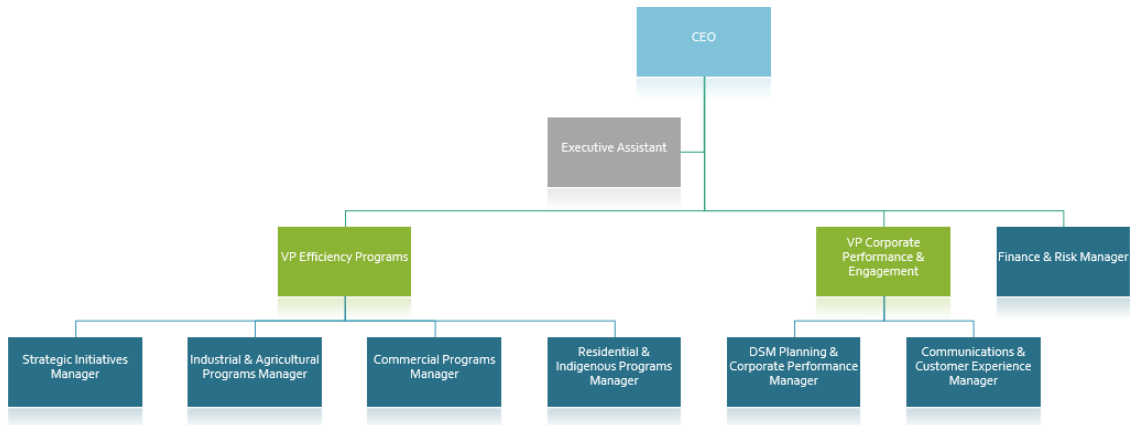 CEO
Executive Assistant
VP Efficiency Programs
VP Corporate
Performance &
Engagement
Finance & Risk Manager
Strategic Initiatives
Manager
Industrial & Agricultural
Programs Manager
Commercial Programs
Manager
Residential &
Indigenous Programs
Manager
DSM Planning &
Corporate Performance
Manager
Communications &
Customer Experience
Manager